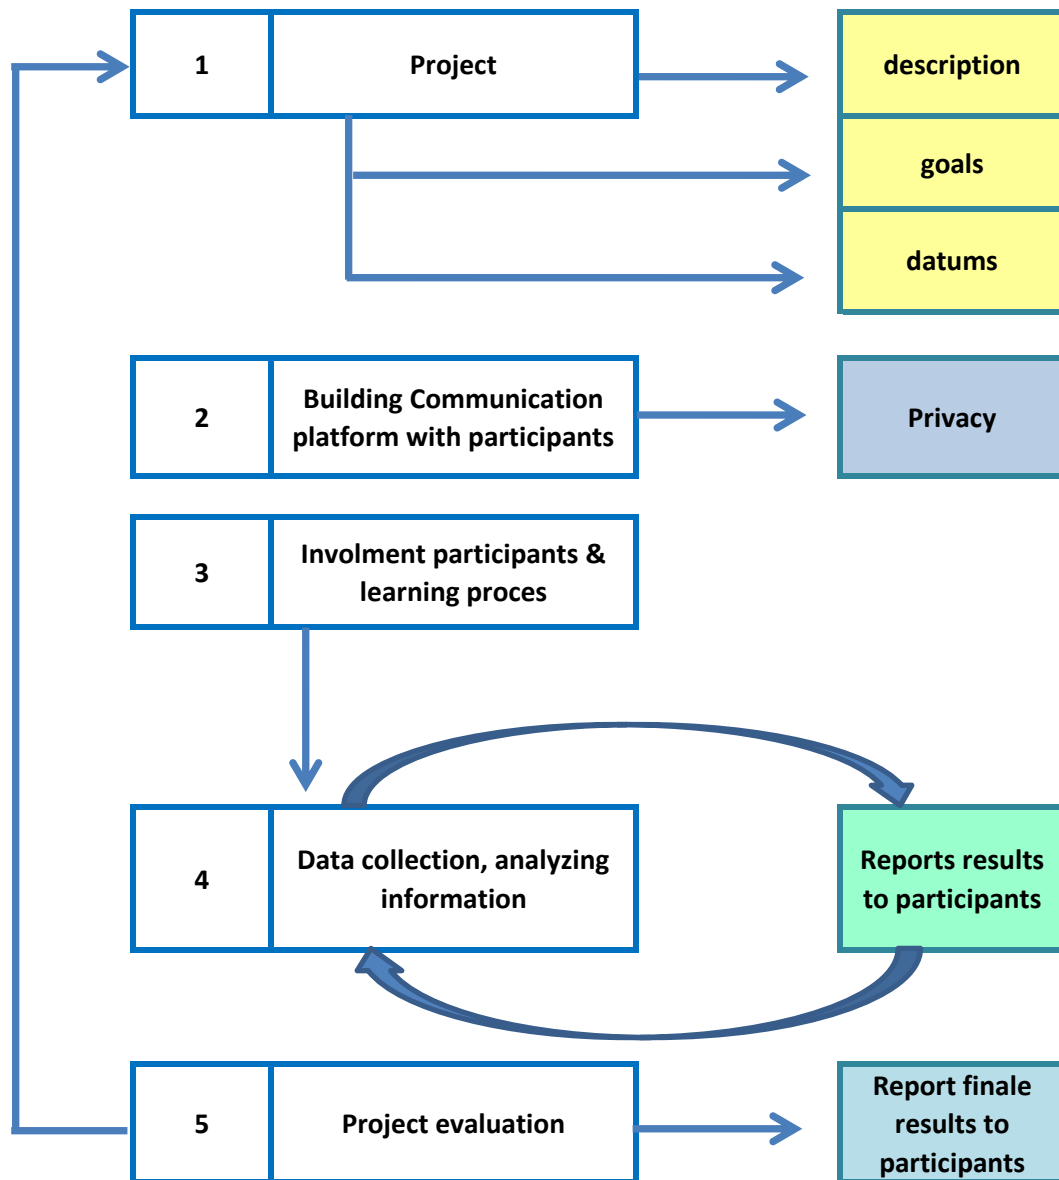 1
Project
description
goals
datums
2
Building Communication
platform with participants
Privacy
3
Involment participants &
learning proces
4
Data collection, analyzing
information
Reports results
to participants
5
Project evaluation
Report finale
results to
participants